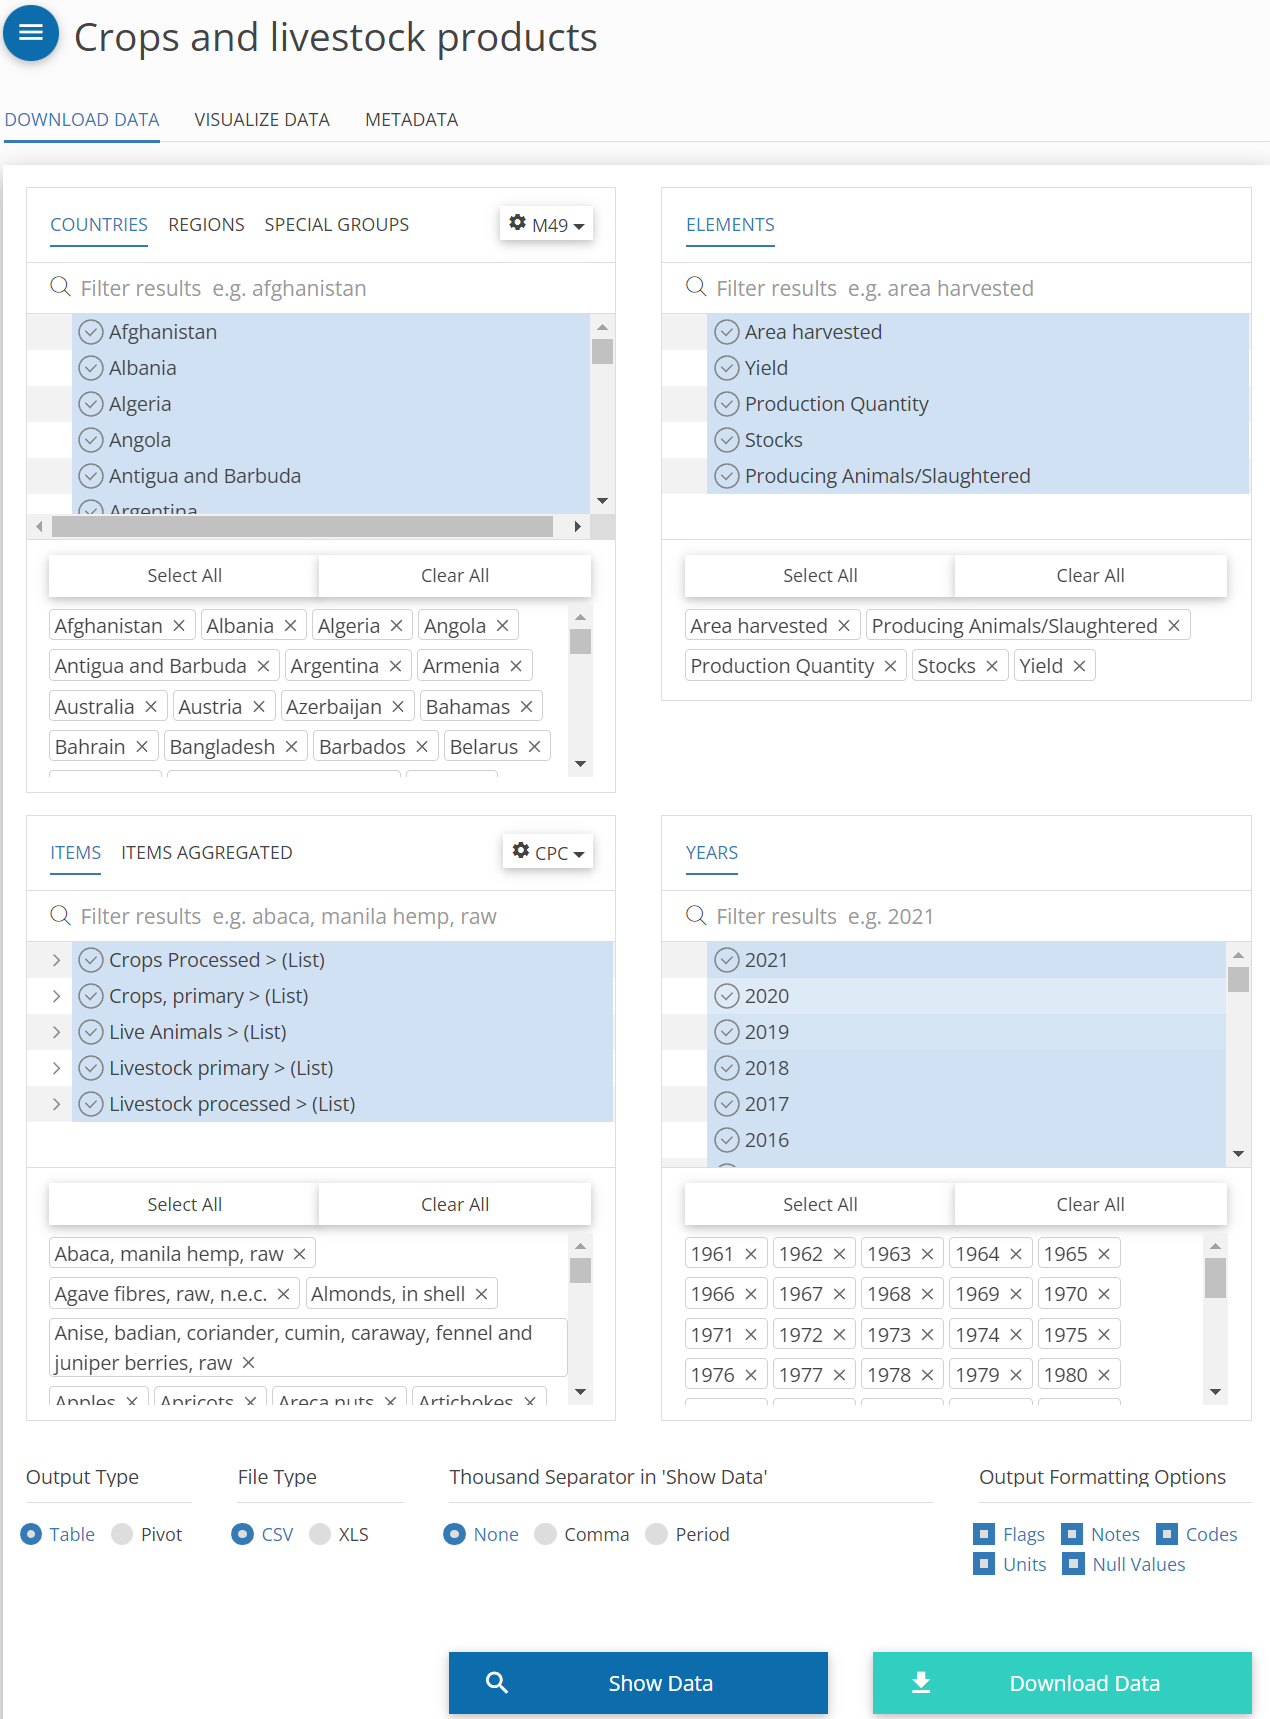 Crops and livestock products
DOWNLOAD DATA VISUALIZE DATA METADATA
COUNTRIES REGIONS SPECIAL GROUPS M49
Filter results e.g. afghanistan
Afghanistan
Albania
Algeria
Angola
Antigua and Barbuda
Argentina
Select All Clear All
Afghanistan × Albania × Algeria × Angola ×
Antigua and Barbuda × Argentina × Armenia ×
Australia × Austria × Azerbaijan × Bahamas ×
Bahrain × Bangladesh × Barbados × Belarus ×
ELEMENTS
Filter results e.g. area harvested
Area harvested
Yield
Production Quantity
Stocks
Producing Animals/Slaughtered
Select All Clear All
Area harvested × Producing Animals/Slaughtered ×
Production Quantity × Stocks × Yield ×
ITEMS ITEMS AGGREGATED CPC
Filter results e.g. abaca, manila hemp, raw
Crops Processed > (List)
Crops, primary > (List)
Live Animals > (List)
Livestock primary > (List)
Livestock processed > (List)
Select All Clear All
Abaca, manila hemp, raw ×
Agave fibres, raw, n.e.c. × Almonds, in shell ×
Anise, badian, coriander, cumin, caraway, fennel and
juniper berries, raw ×
Apples × Apricots × Areca nuts × Artichokes ×
YEARS
Filter results e.g. 2021
2021
2020
2019
2018
2017
2016
Select All Clear All
1961 × 1962 × 1963 × 1964 × 1965 ×
1966 × 1967 × 1968 × 1969 × 1970 ×
1971 × 1972 × 1973 × 1974 × 1975 ×
1976 × 1977 × 1978 × 1979 × 1980 ×
Output Type File Type Thousand Separator in 'Show Data' Output Formatting Options
Table Pivot CSV XLS None Comma Period Flags Notes Codes
Units Null Values
Show Data Download Data